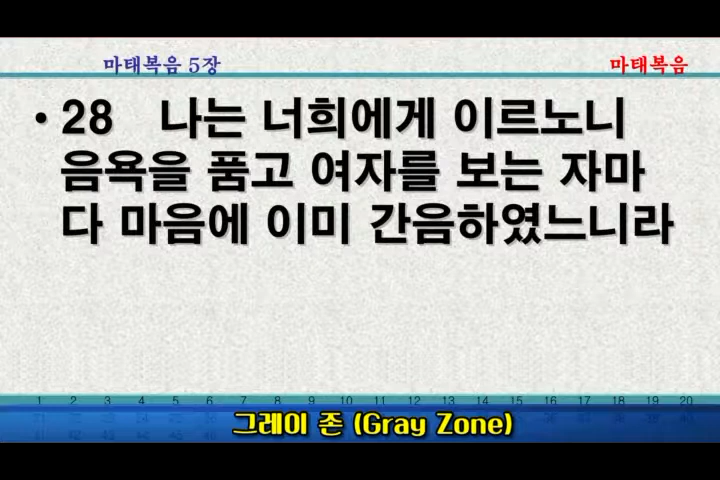 마태복음 5장 마태복음
• 28 나는 너희에게 이르노니
음욕을 품고 여자를 보는 자마
다 마음에 이미 간음하였느니라
1 2 3 4 5 6 7 8 9 10 11 12 13 14 15 16 17 18 19 20
그레이 존 (Gray Zone)